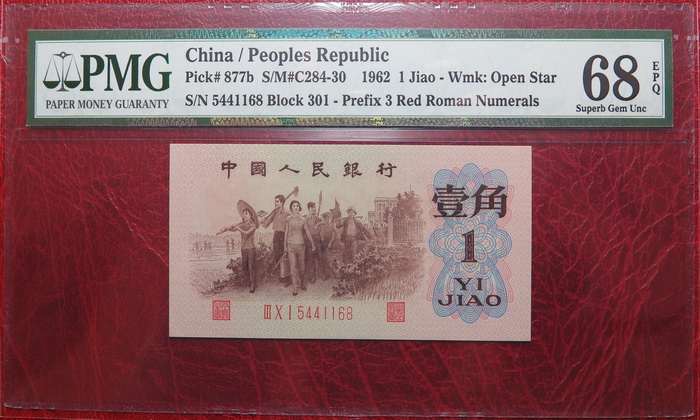 PMG
PAPER MONEY GUARANTY
China / Peoples Republic
Pick# 877b S/M#C284-30 1962 1 Jiao - Wmk: Open Star
S/N 5441168 Block 301 - Prefix 3 Red Roman Numerals
68
EPQ
Superb Gem Unc
中國人民銀行
壹角
1
YI
JIAO
III X I 5441168